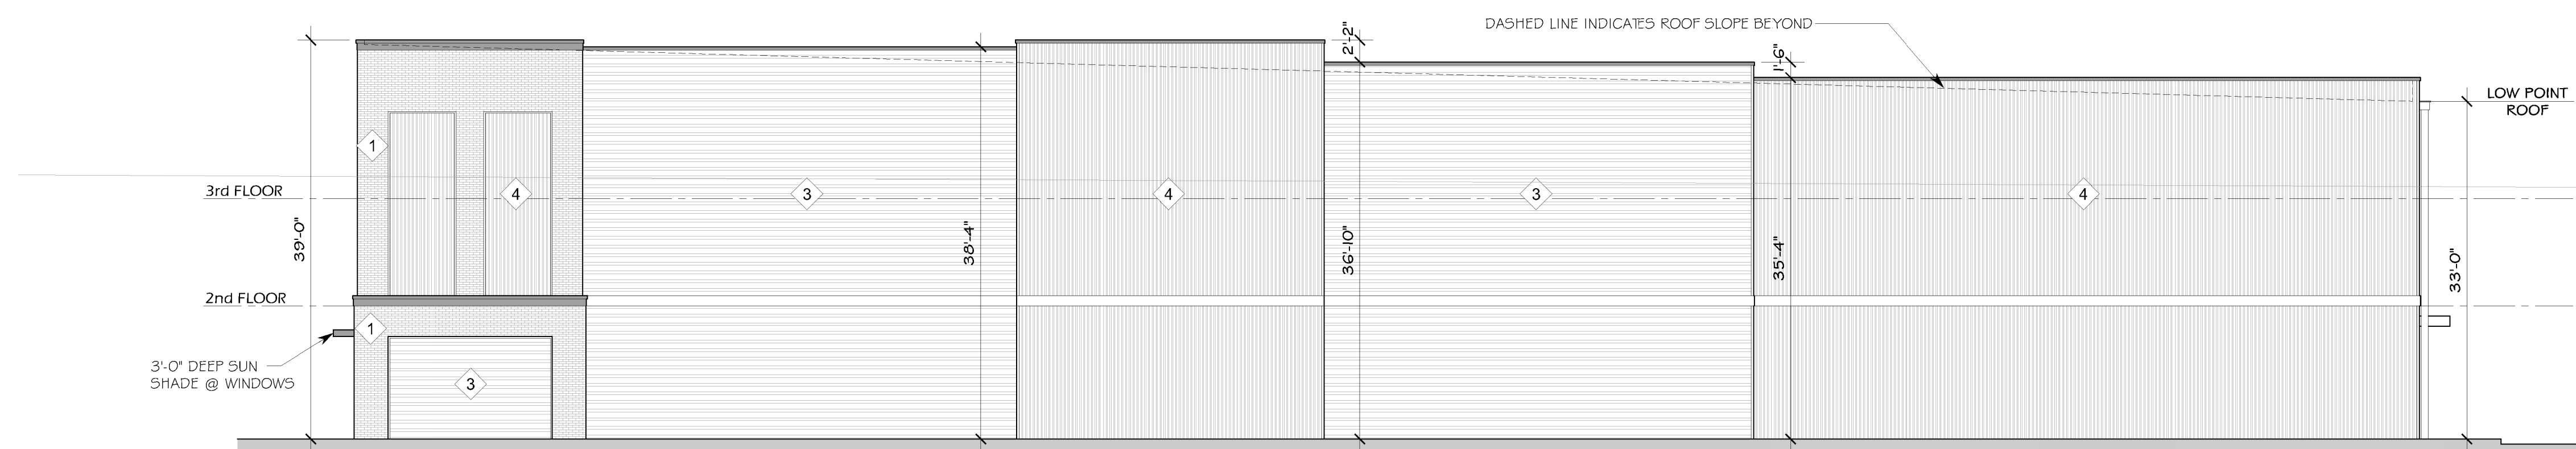 DASHED LINE INDICATES ROOF SLOPE BEYOND
2'-2"
1'-6"
LOW POINT
ROOF
1
3rd FLOOR
4
3
4
3
4
39'-0"
38'-4"
36'-10"
35'-4"
33'-0"
2nd FLOOR
1
3'-0" DEEP SUN
SHADE @ WINDOWS
3